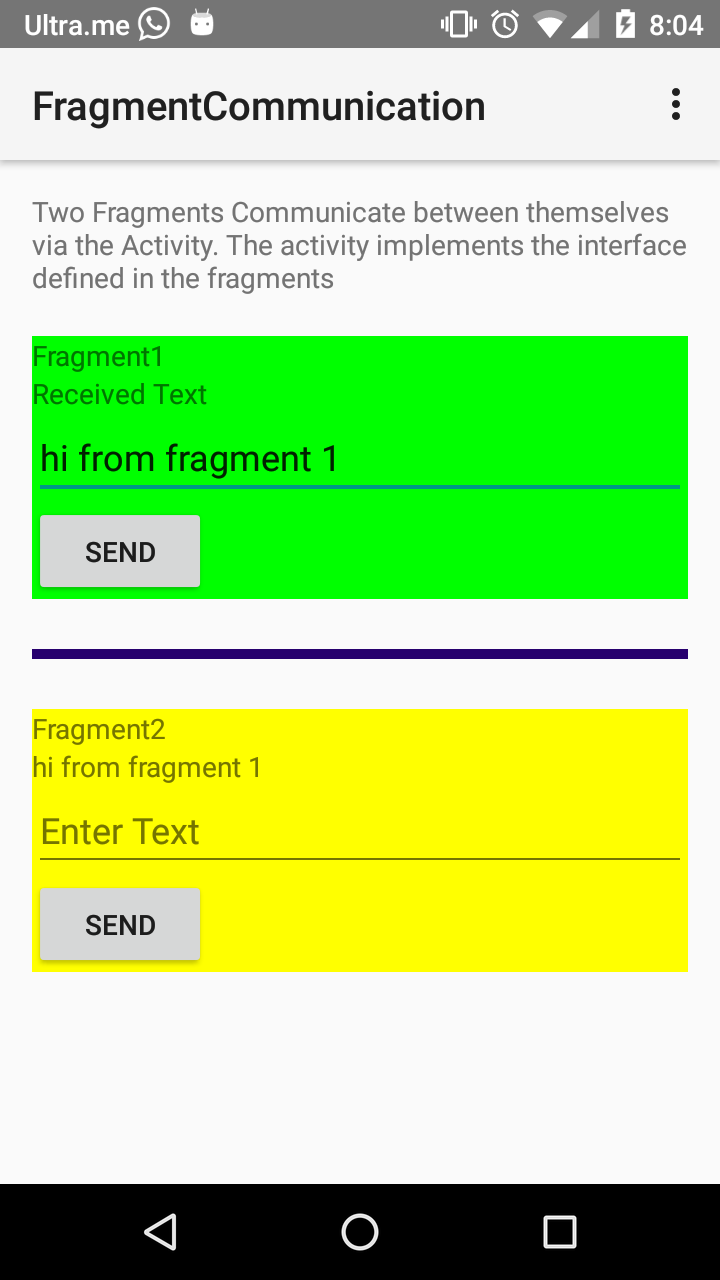 Ultra.me 8:04
FragmentCommunication
Two Fragments Communicate between themselves
via the Activity. The activity implements the interface
defined in the fragments
Fragment1
Received Text
hi from fragment 1
SEND
Fragment2
hi from fragment 1
Enter Text
SEND